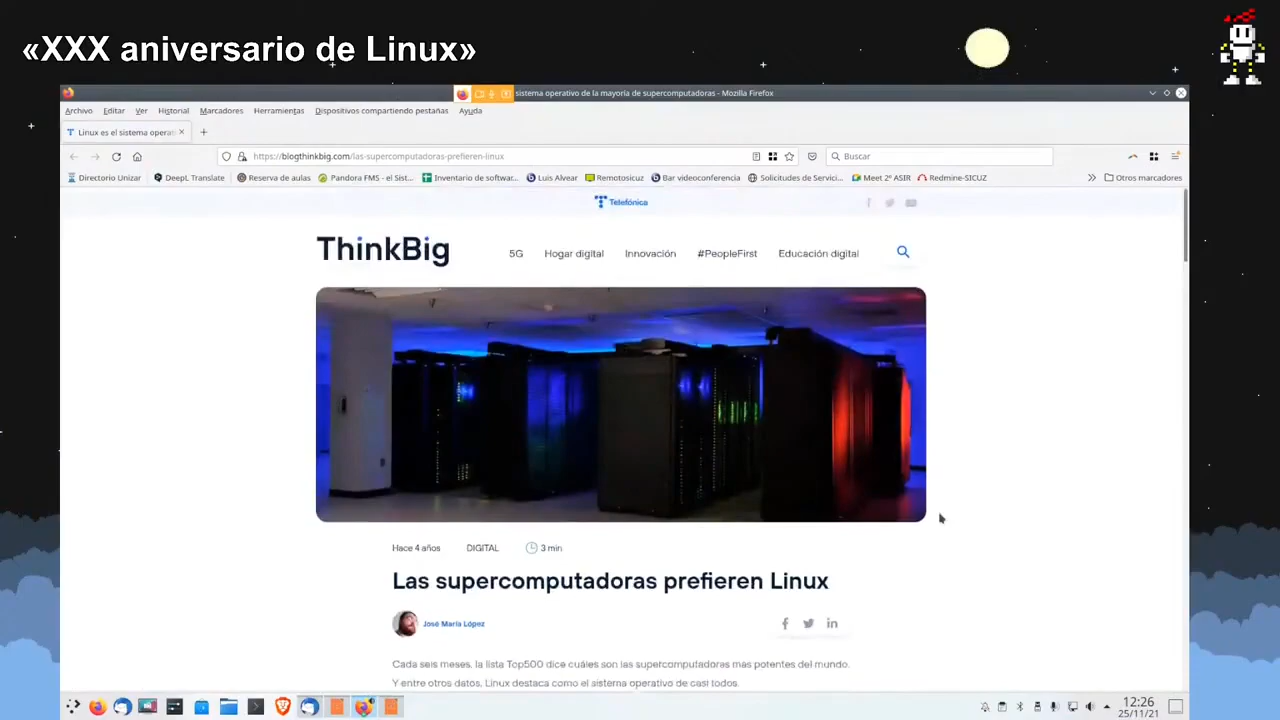 «XXX aniversario de Linux»
sistema operativo de la mayoría de supercomputadoras - Mozilla Firefox
Archivo Editar Ver Historial Marcadores Herramientas Dispositivos compartiendo pestañas Ayuda
Linux es el sistema operati
https://blogthinkbig.com/las-supercomputadoras-prefieren-linux Buscar
Directorio Unizar DeepL Translate Reserva de aulas Pandora FMS - el Sist... Inventario de softwar... Luis Alvear Remotosicuz Bar videoconferencia Solicitudes de Servici... Meet 2º ASIR Redmine-SICUZ Otros marcadores
Telefónica
ThinkBig 5G Hogar digital Innovación #PeopleFirst Educación digital
Hace 4 años DIGITAL 3 min
Las supercomputadoras prefieren Linux
José María López
Cada seis meses, la lista Top500 dice cuáles son las supercomputadoras más potentes del mundo.
Y entre otros datos, Linux destaca como el sistema operativo de casi todos.
12:26
25/11/21